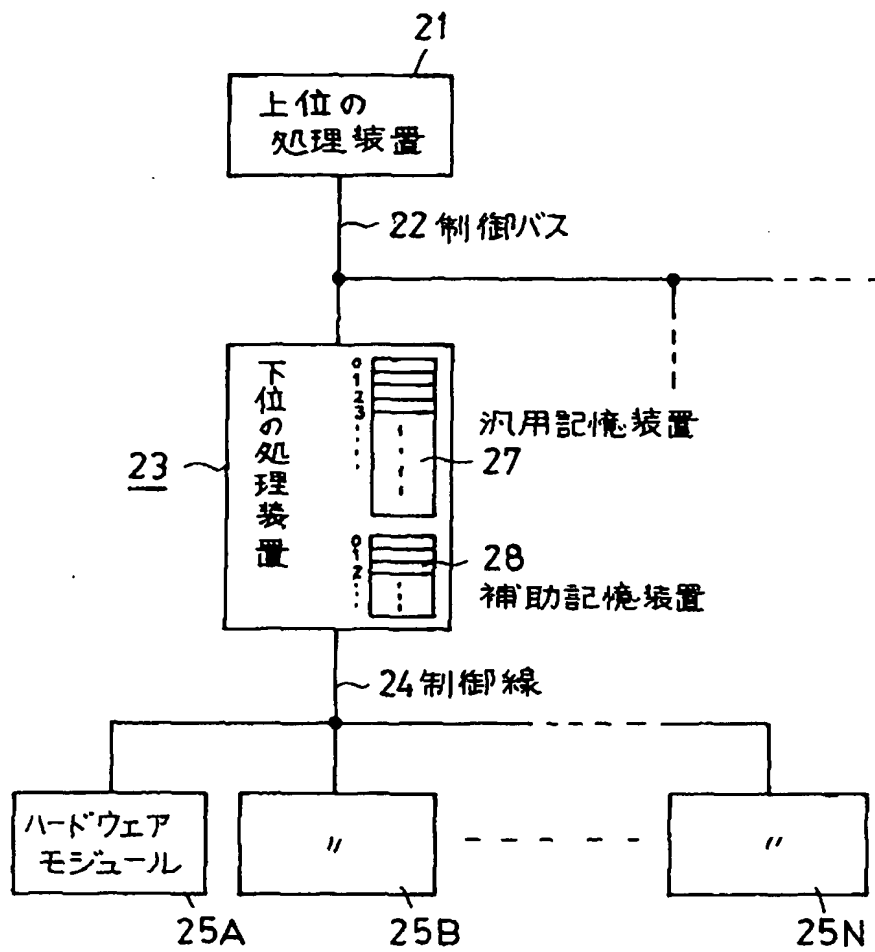 21
上位の
処理装置
22 制御バス
23
下位の処理装置
0
1
2
3
汎用記憶装置
27
0
1
2
28
補助記憶装置
24 制御線
ハードウェア
モジュール
〃
〃
25A
25B
25N